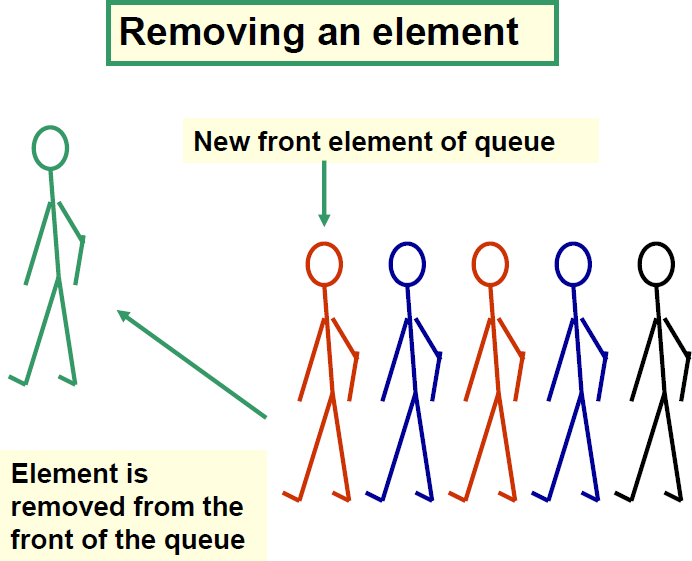 Removing an element
New front element of queue
Element is
removed from the
front of the queue